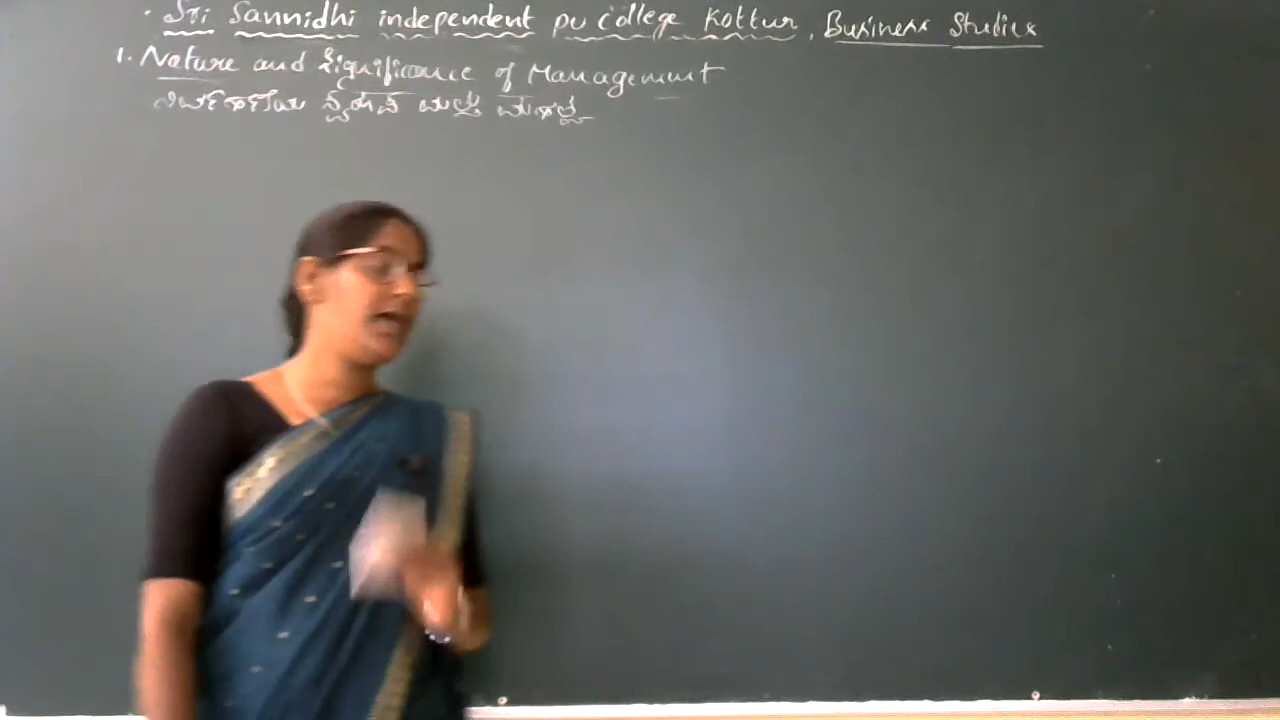 . Sri Sannidhi independent pu college Kottur, Business Studies
1. Nature and Significance of Management
ನಿರ್ವಹಣೆಯ ಸ್ವರೂಪ ಮತ್ತು ಮಹತ್ವ